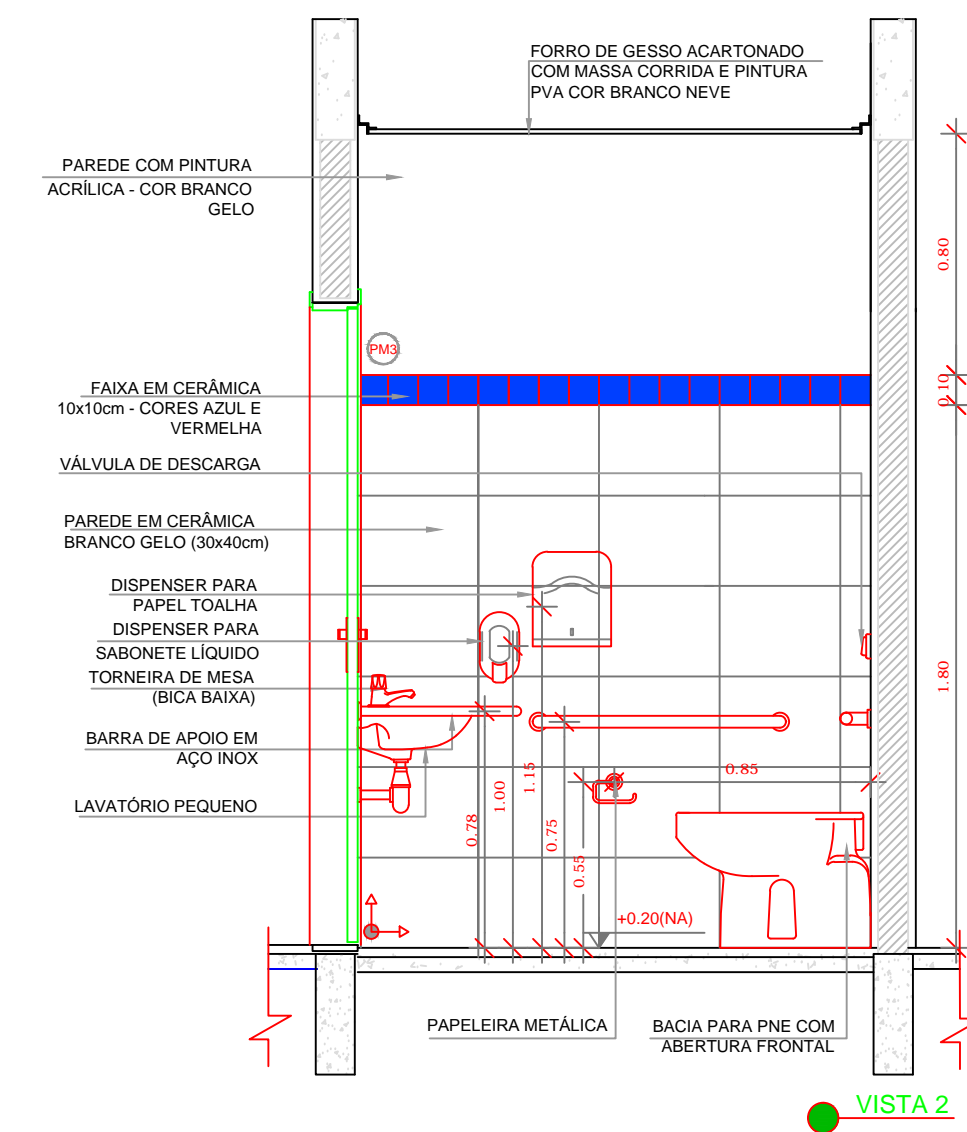 FORRO DE GESSO ACARTONADO
COM MASSA CORRIDA E PINTURA
PVA COR BRANCO NEVE
PAREDE COM PINTURA
ACRÍLICA - COR BRANCO
GELO
0.80
PM3
FAIXA EM CERÂMICA
10x10cm - CORES AZUL E
VERMELHA
0.10
VÁLVULA DE DESCARGA
PAREDE EM CERÂMICA
BRANCO GELO (30x40cm)
DISPENSER PARA
PAPEL TOALHA
DISPENSER PARA
SABONETE LÍQUIDO
TORNEIRA DE MESA
(BICA BAIXA)
1.80
BARRA DE APOIO EM
AÇO INOX
LAVATÓRIO PEQUENO
0.78
1.00
1.15
0.75
0.55
0.85
+0.20(NA)
PAPELEIRA METÁLICA
BACIA PARA PNE COM
ABERTURA FRONTAL
VISTA 2